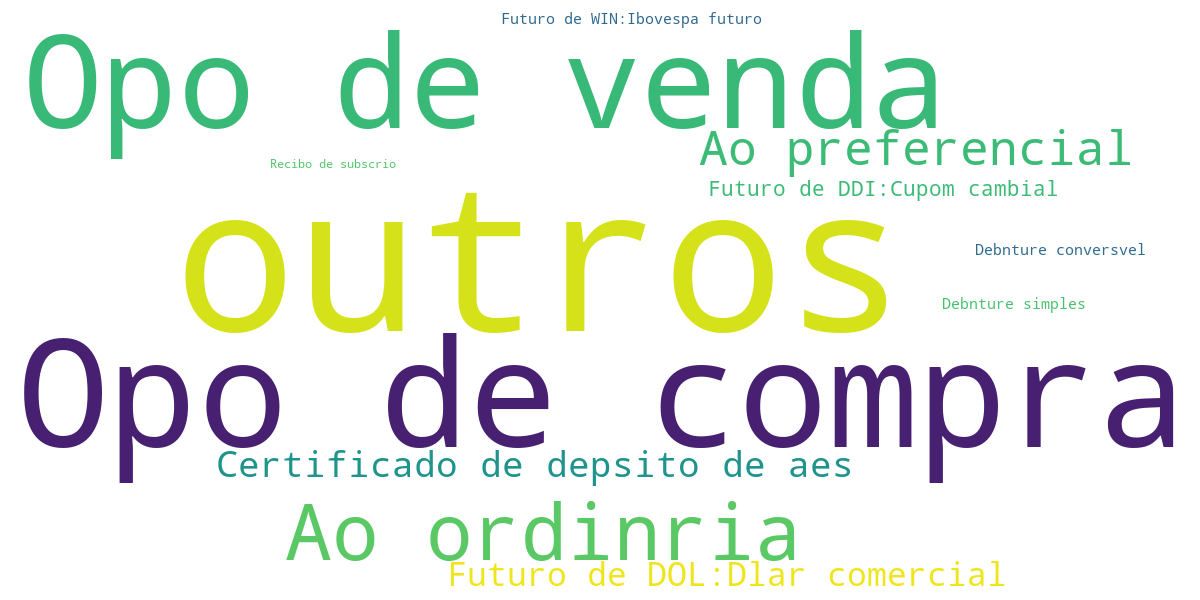 Futuro de WIN:Ibovespa futuro
Opo de venda
Ao preferencial
Recibo de subscrio
Futuro de DDI:Cupom cambial
outros
Debnture conversvel
Debnture simples
Opo de compra
Certificado de depsito de aes
Ao ordinria
Futuro de DOL:Dlar comercial